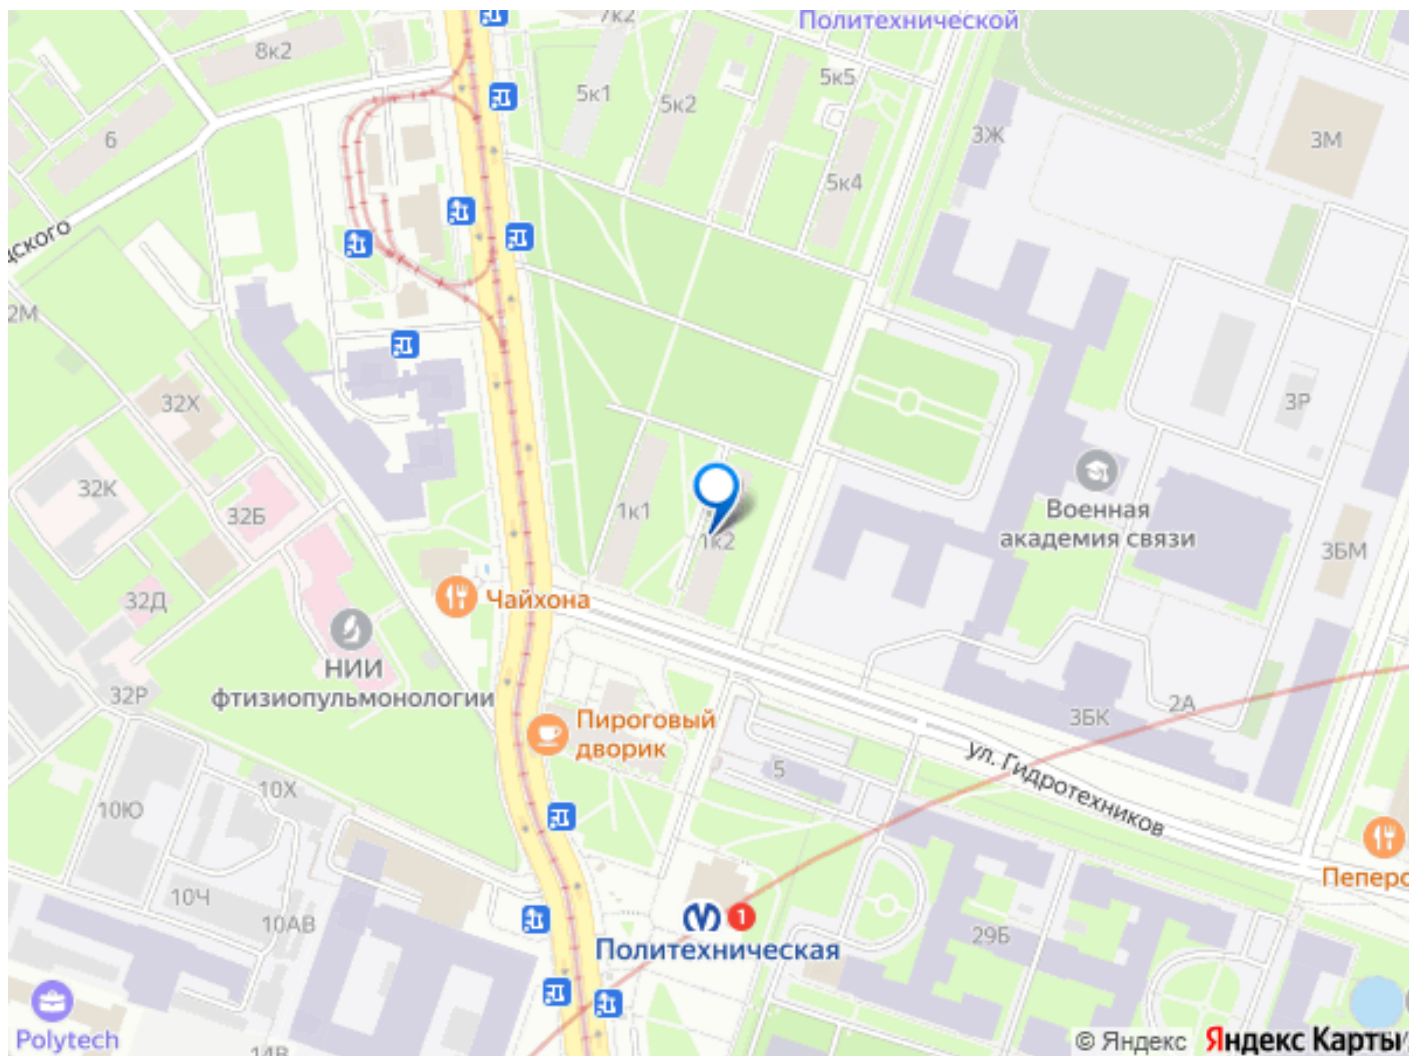 7к2
Политехнической
8к2
5к5
5к1
5к2
3Ж
3М
6
5к4
дского
2М
32Х
3Р
32К
32Б
1к1
1к2
Военная
академия связи
3БМ
32Д
Чайхона
НИИ
фтизиопульмонологии
32Р
3БК
2А
Пироговый
дворик
5
ул. Гидротехников
10Х
10Ю
Пеперо
10Ч
10АВ
1
Политехническая
29Б
Polytech
14В
© Яндекс
Яндекс Карты